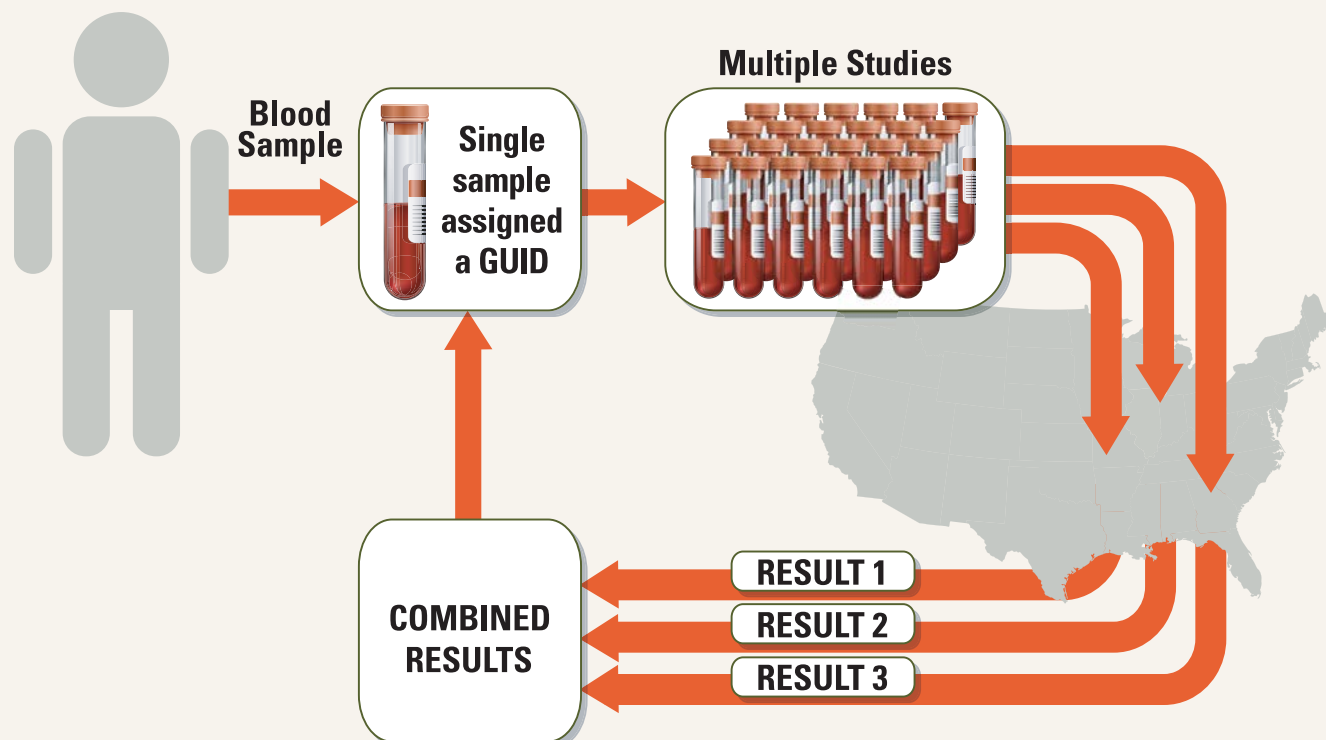 Blood
Sample
Single
sample
assigned
a GUID
Multiple Studies
RESULT 1
RESULT 2
RESULT 3
COMBINED
RESULTS